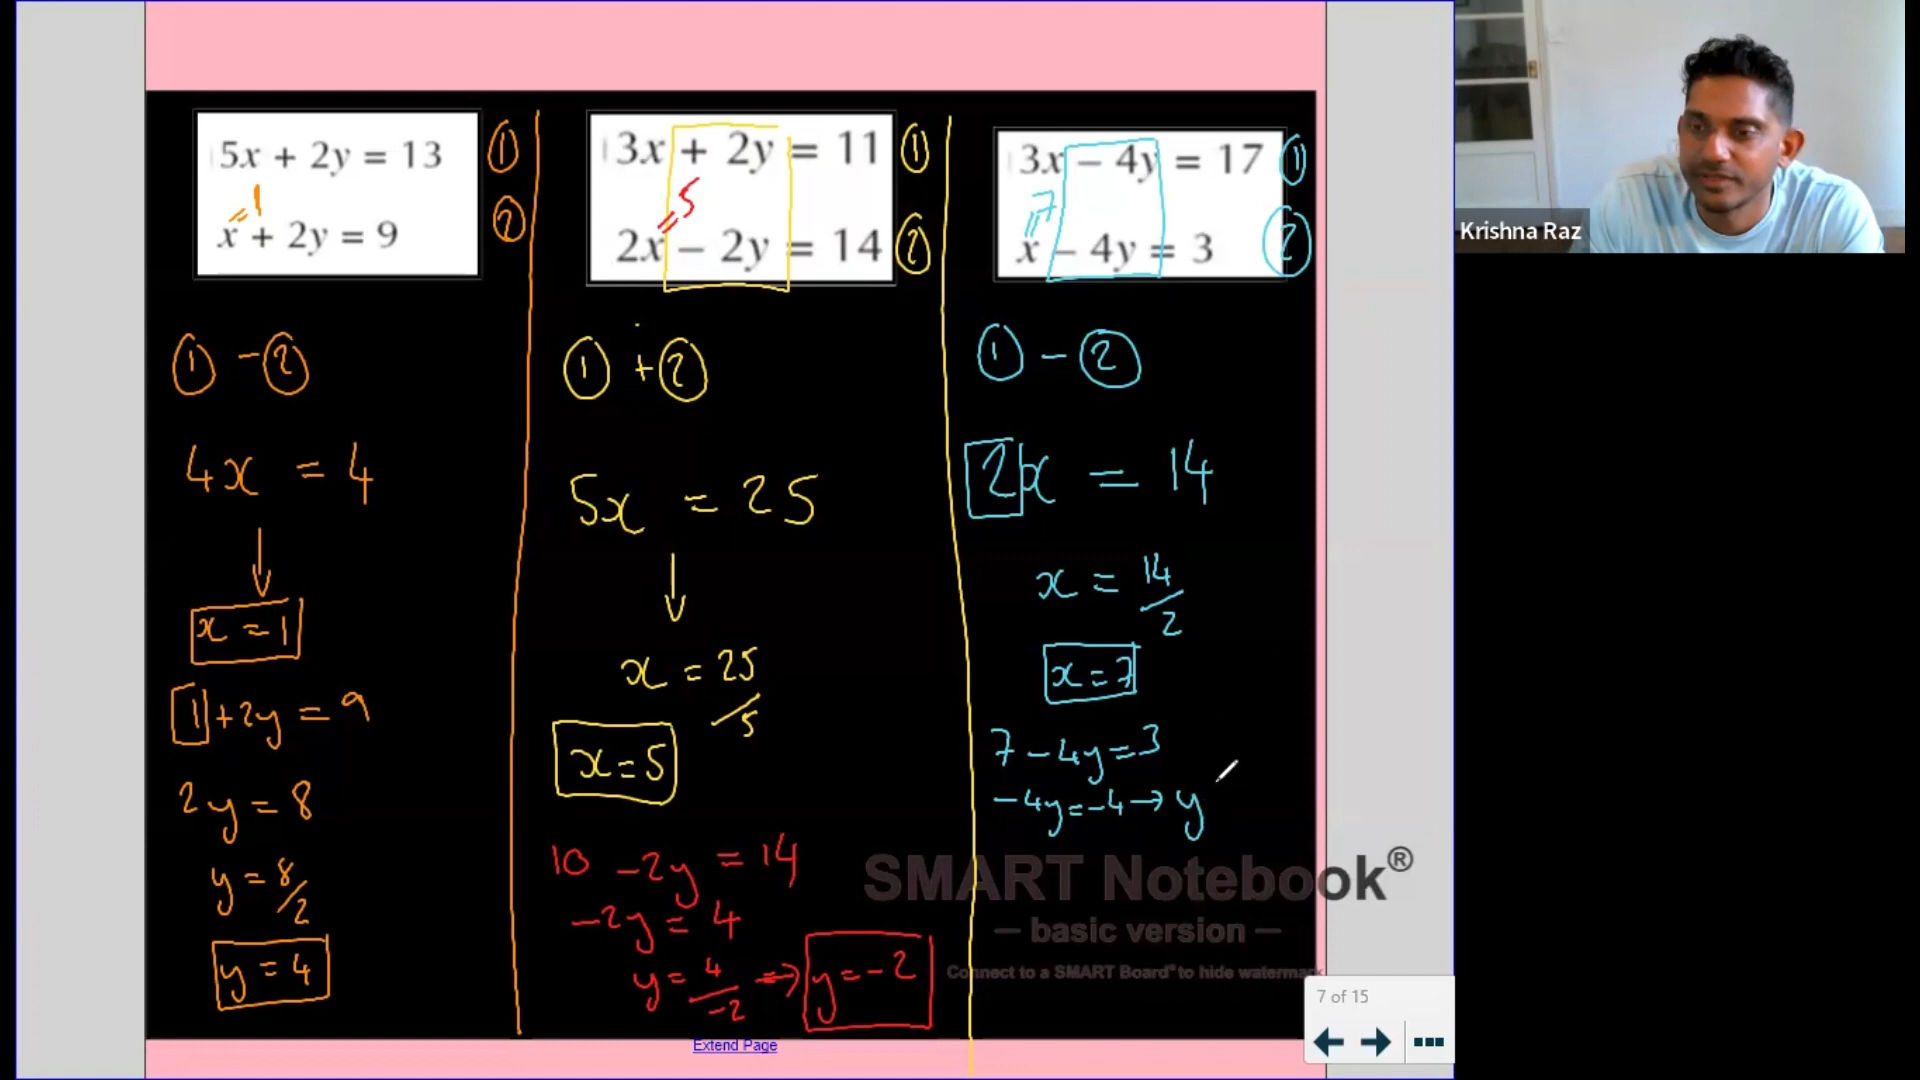 5x + 2y = 13 ①
= 1
x + 2y = 9 ②
① - ②
4x = 4
x = 1
1 + 2y = 9
2y = 8
y = 8/2
y = 4
3x + 2y = 11 ①
= 5
2x − 2y = 14 ②
① + ②
5x = 25
x = 25/5
x = 5
10 - 2y = 14
-2y = 4
y = 4/-2 → y = -2
3x − 4y = 17 ①
= 7
x − 4y = 3 ②
① - ②
2x = 14
x = 14/2
x = 7
7 - 4y = 3
-4y = -4 → y
SMART Notebook®
— basic version —
Connect to a SMART Board® to hide watermark
Extend Page
7 of 15
Krishna Raz